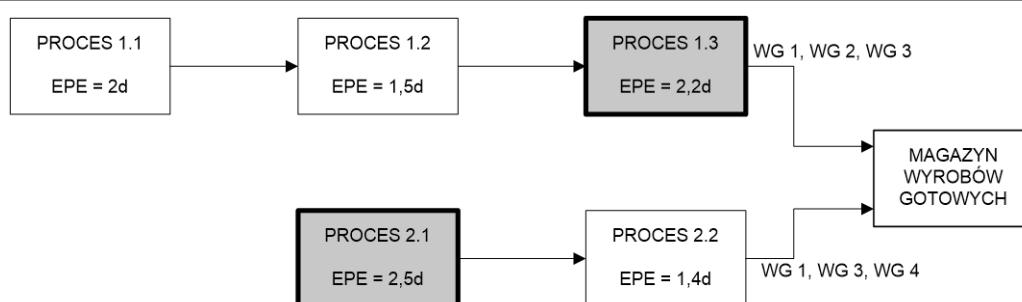 PROCES 1.1
EPE = 2d
PROCES 1.2
EPE = 1,5d
PROCES 1.3
EPE = 2,2d
WG 1, WG 2, WG 3
MAGAZYN
WYROBÓW
GOTOWYCH
PROCES 2.1
EPE = 2,5d
PROCES 2.2
EPE = 1,4d
WG 1, WG 3, WG 4